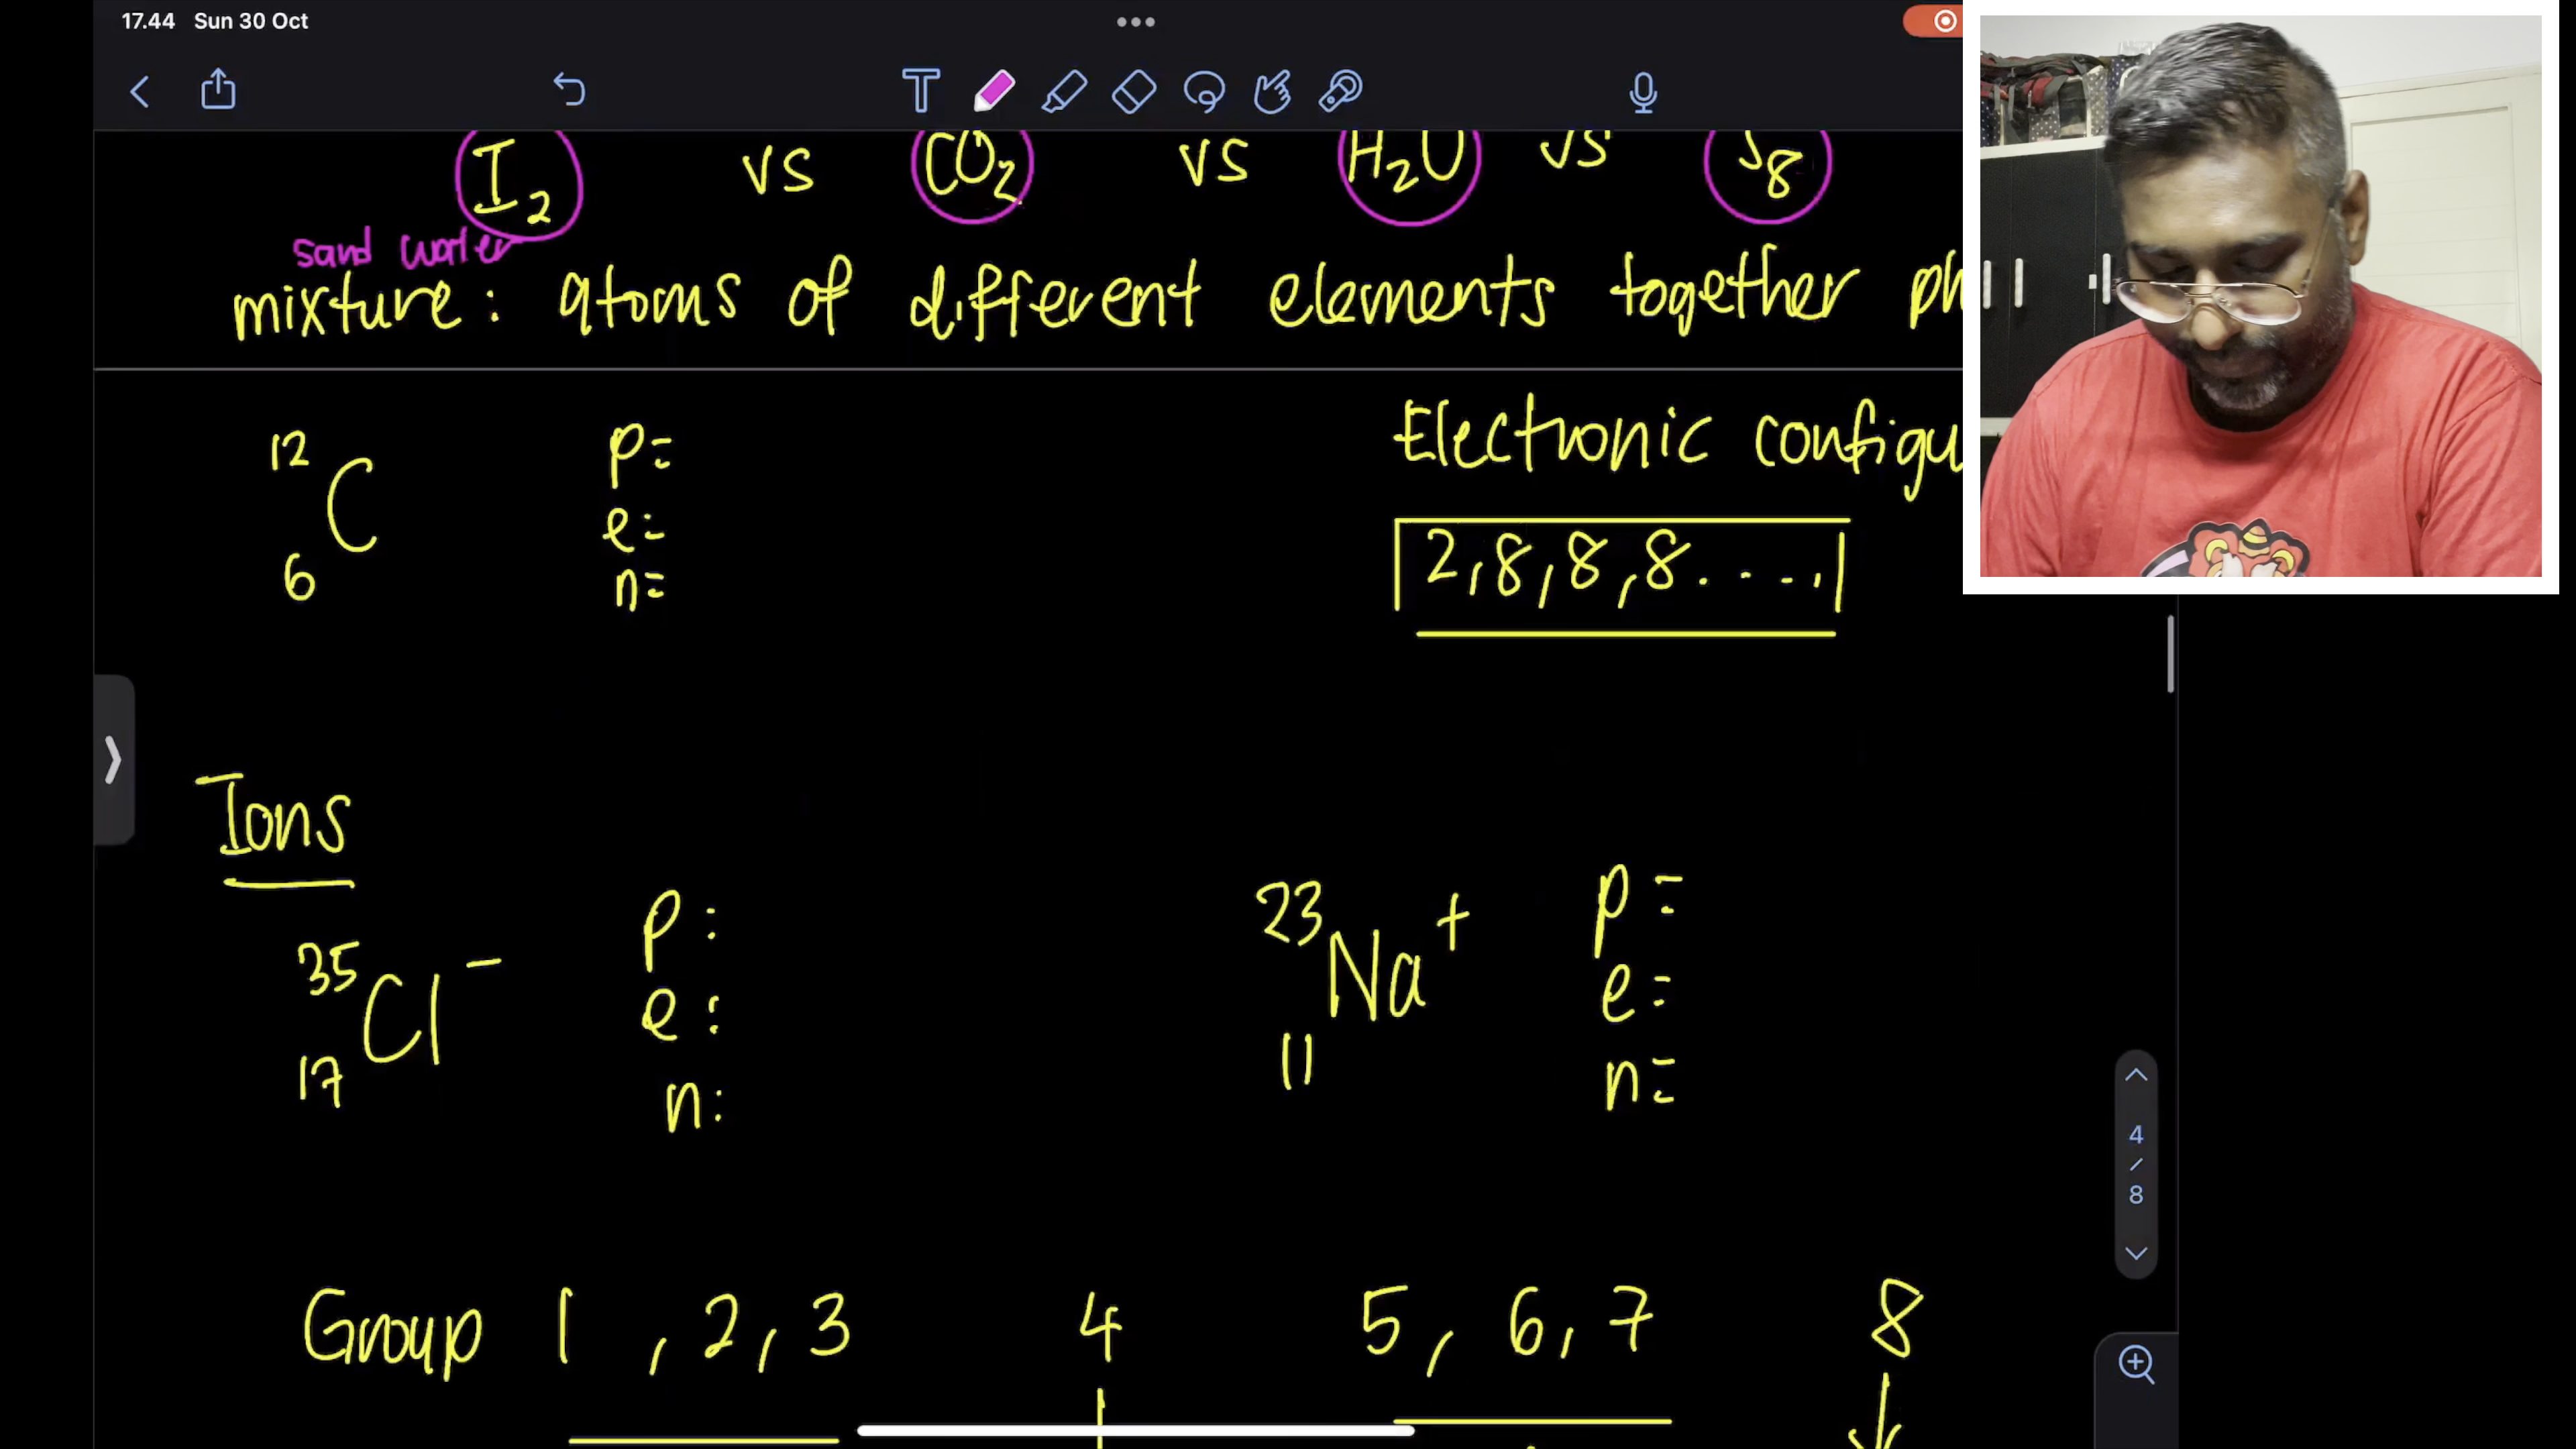 17.44 Sun 30 Oct
I2 vs CO2 vs H2O vs S8
sand water
mixture: atoms of different elements together ph
12 C 6
p=
e=
n=
Electronic configu
2,8,8,8....,
Ions
35 Cl - 17
p:
e:
n:
23 Na + 11
p=
e=
n=
Group 1, 2, 3 4 5, 6, 7 8
4
/
8